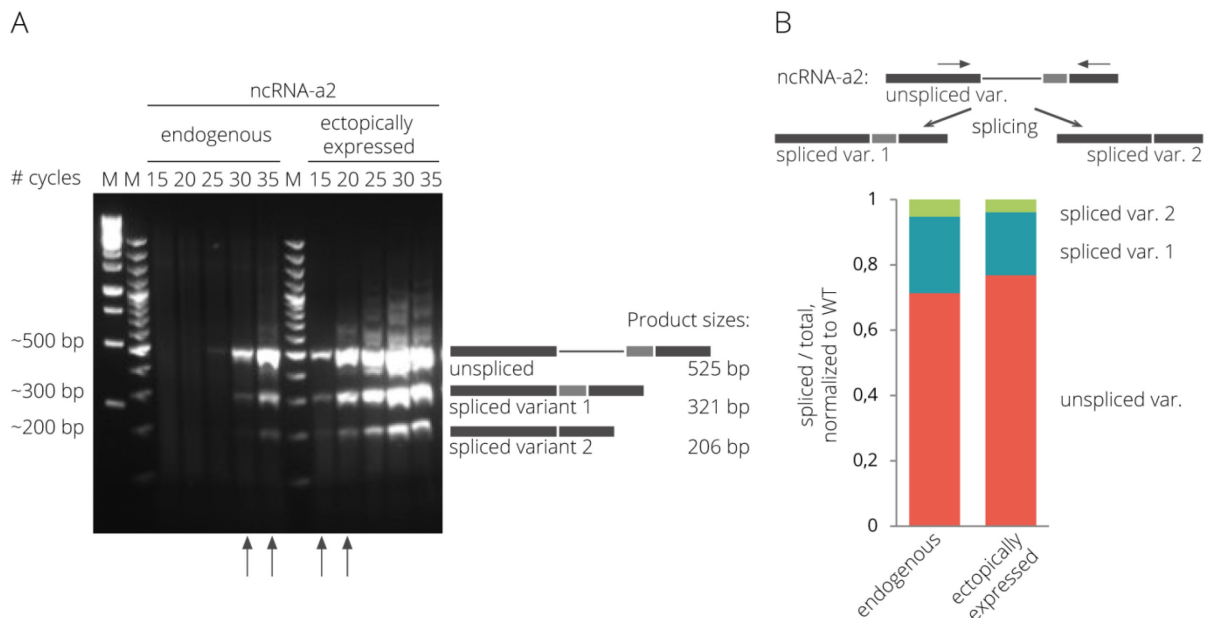 A
ncRNA-a2
endogenous
ectopically
expressed
# cycles M M 15 20 25 30 35 M 15 20 25 30 35
~500 bp
~300 bp
~200 bp
Product sizes:
unspliced 525 bp
spliced variant 1 321 bp
spliced variant 2 206 bp
B
ncRNA-a2:
unspliced var.
splicing
spliced var. 1
spliced var. 2
spliced / total,
normalized to WT
1
0,8
0,6
0,4
0,2
0
spliced var. 2
spliced var. 1
unspliced var.
endogenous
ectopically
expressed